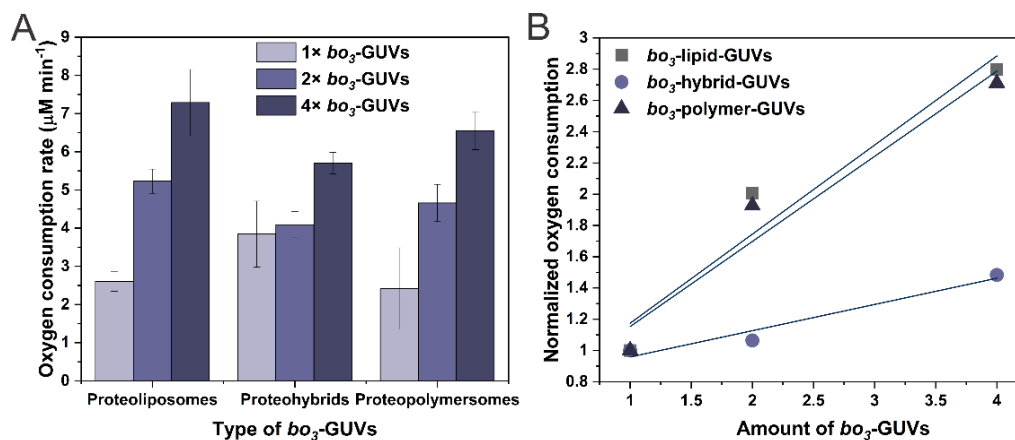 A
Oxygen consumption rate (µM min⁻¹)
9
8
7
6
5
4
3
2
1
0
1× bo₃-GUVs
2× bo₃-GUVs
4× bo₃-GUVs
Proteoliposomes Proteohybrids Proteopolymersomes
Type of bo₃-GUVs
B
Normalized oxygen consumption
3
2.8
2.6
2.4
2.2
2
1.8
1.6
1.4
1.2
1
0.8
bo₃-lipid-GUVs
bo₃-hybrid-GUVs
bo₃-polymer-GUVs
1 1.5 2 2.5 3 3.5 4
Amount of bo₃-GUVs